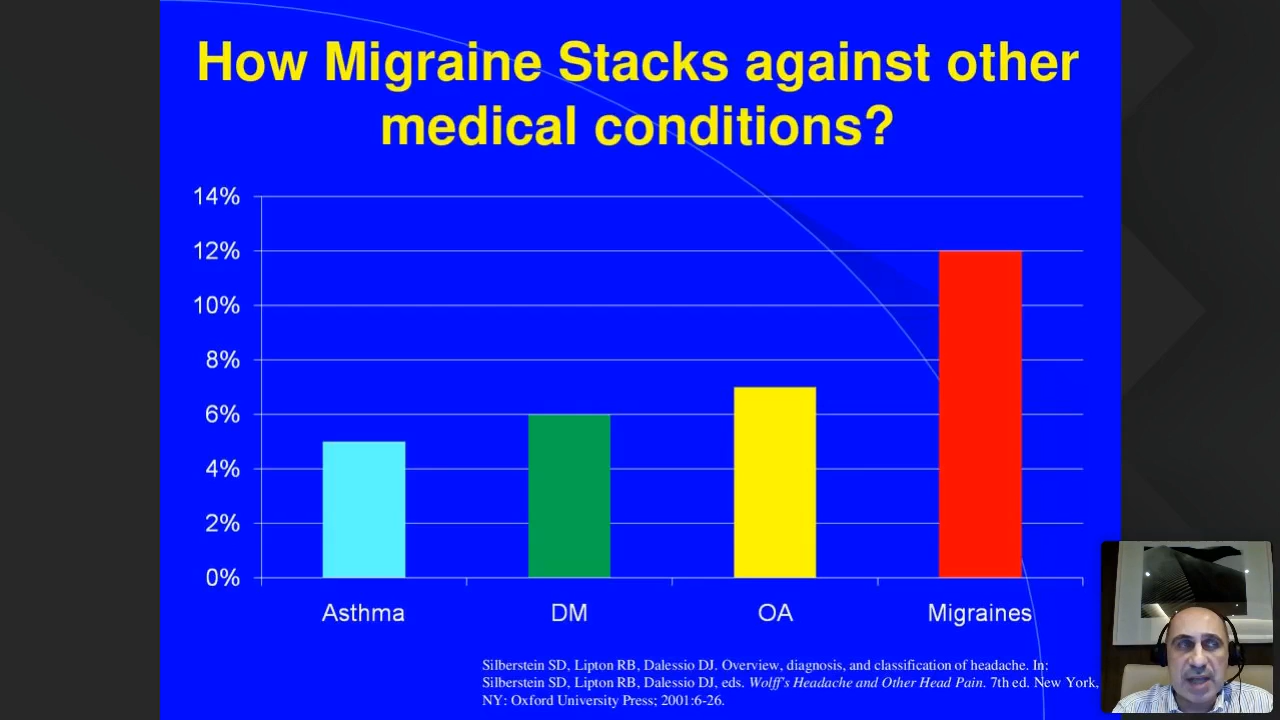 How Migraine Stacks against other
medical conditions?
14%
12%
10%
8%
6%
4%
2%
0%
Asthma DM OA Migraines
Silberstein SD, Lipton RB, Dalessio DJ. Overview, diagnosis, and classification of headache. In:
Silberstein SD, Lipton RB, Dalessio DJ, eds. Wolff's Headache and Other Head Pain. 7th ed. New York,
NY: Oxford University Press; 2001:6-26.